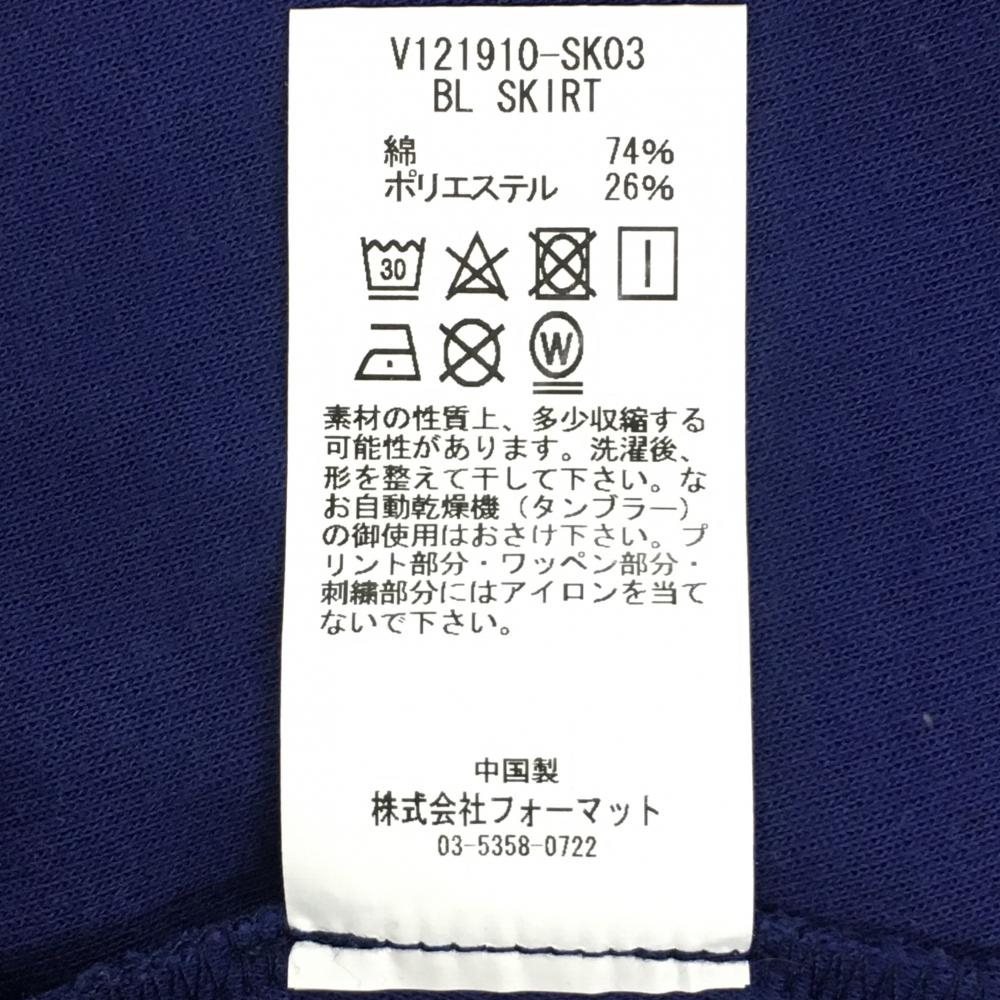 V121910-SK03
BL SKIRT
綿 74%
ポリエステル 26%
30
W
素材の性質上、多少収縮する
可能性があります。洗濯後、
形を整えて干して下さい。な
お自動乾燥機（タンブラー）
の御使用はおさけ下さい。プ
リント部分・ワッペン部分・
刺繍部分にはアイロンを当て
ないで下さい。
中国製
株式会社フォーマット
03-5358-0722